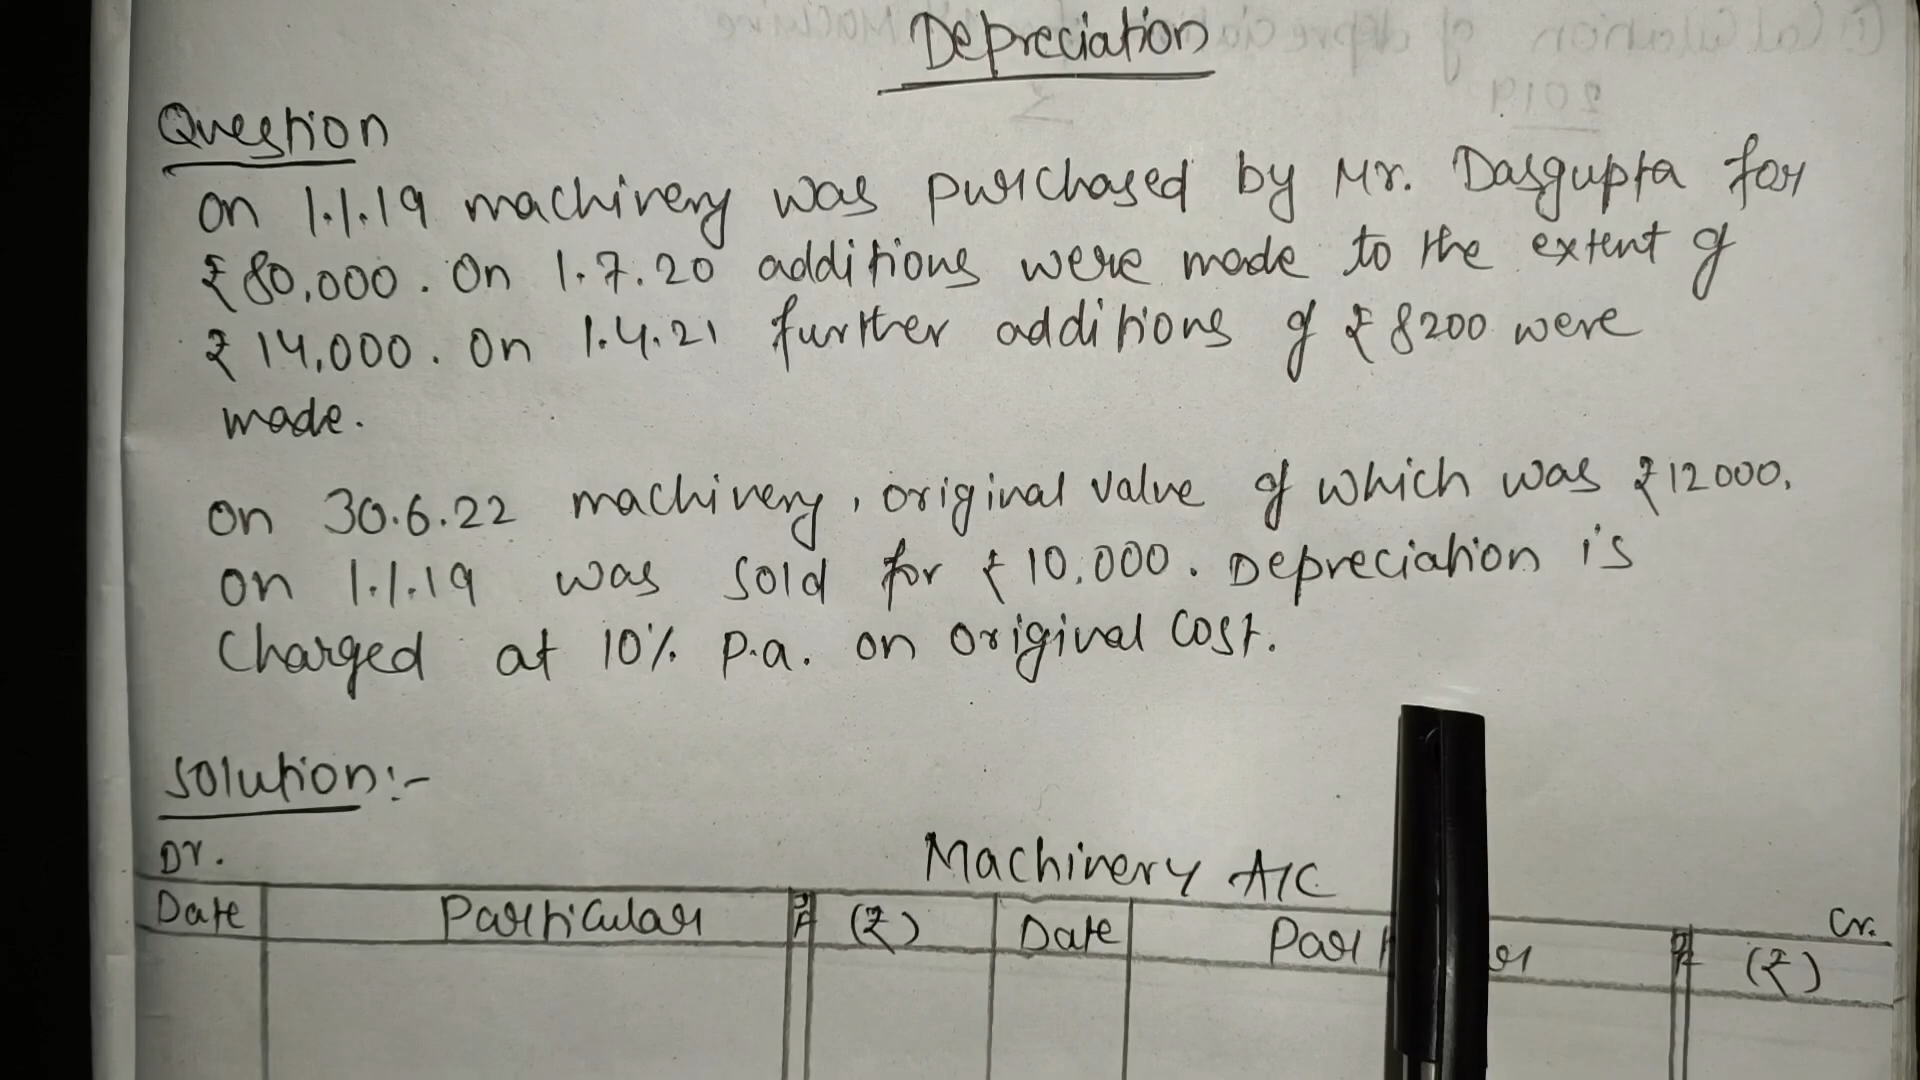 Depreciation
Question
On 1.1.19 machinery was purchased by Mr. Dasgupta for
₹80,000. On 1.7.20 additions were made to the extent of
₹14,000. On 1.4.21 further additions of ₹8200 were
made.
On 30.6.22 machinery, original value of which was ₹12000.
on 1.1.19 was sold for ₹10,000. Depreciation is
Charged at 10% p.a. on original cost.
Solution:-
Dr. Machinery A/C Cr.
Date Particular (₹) Date (₹)